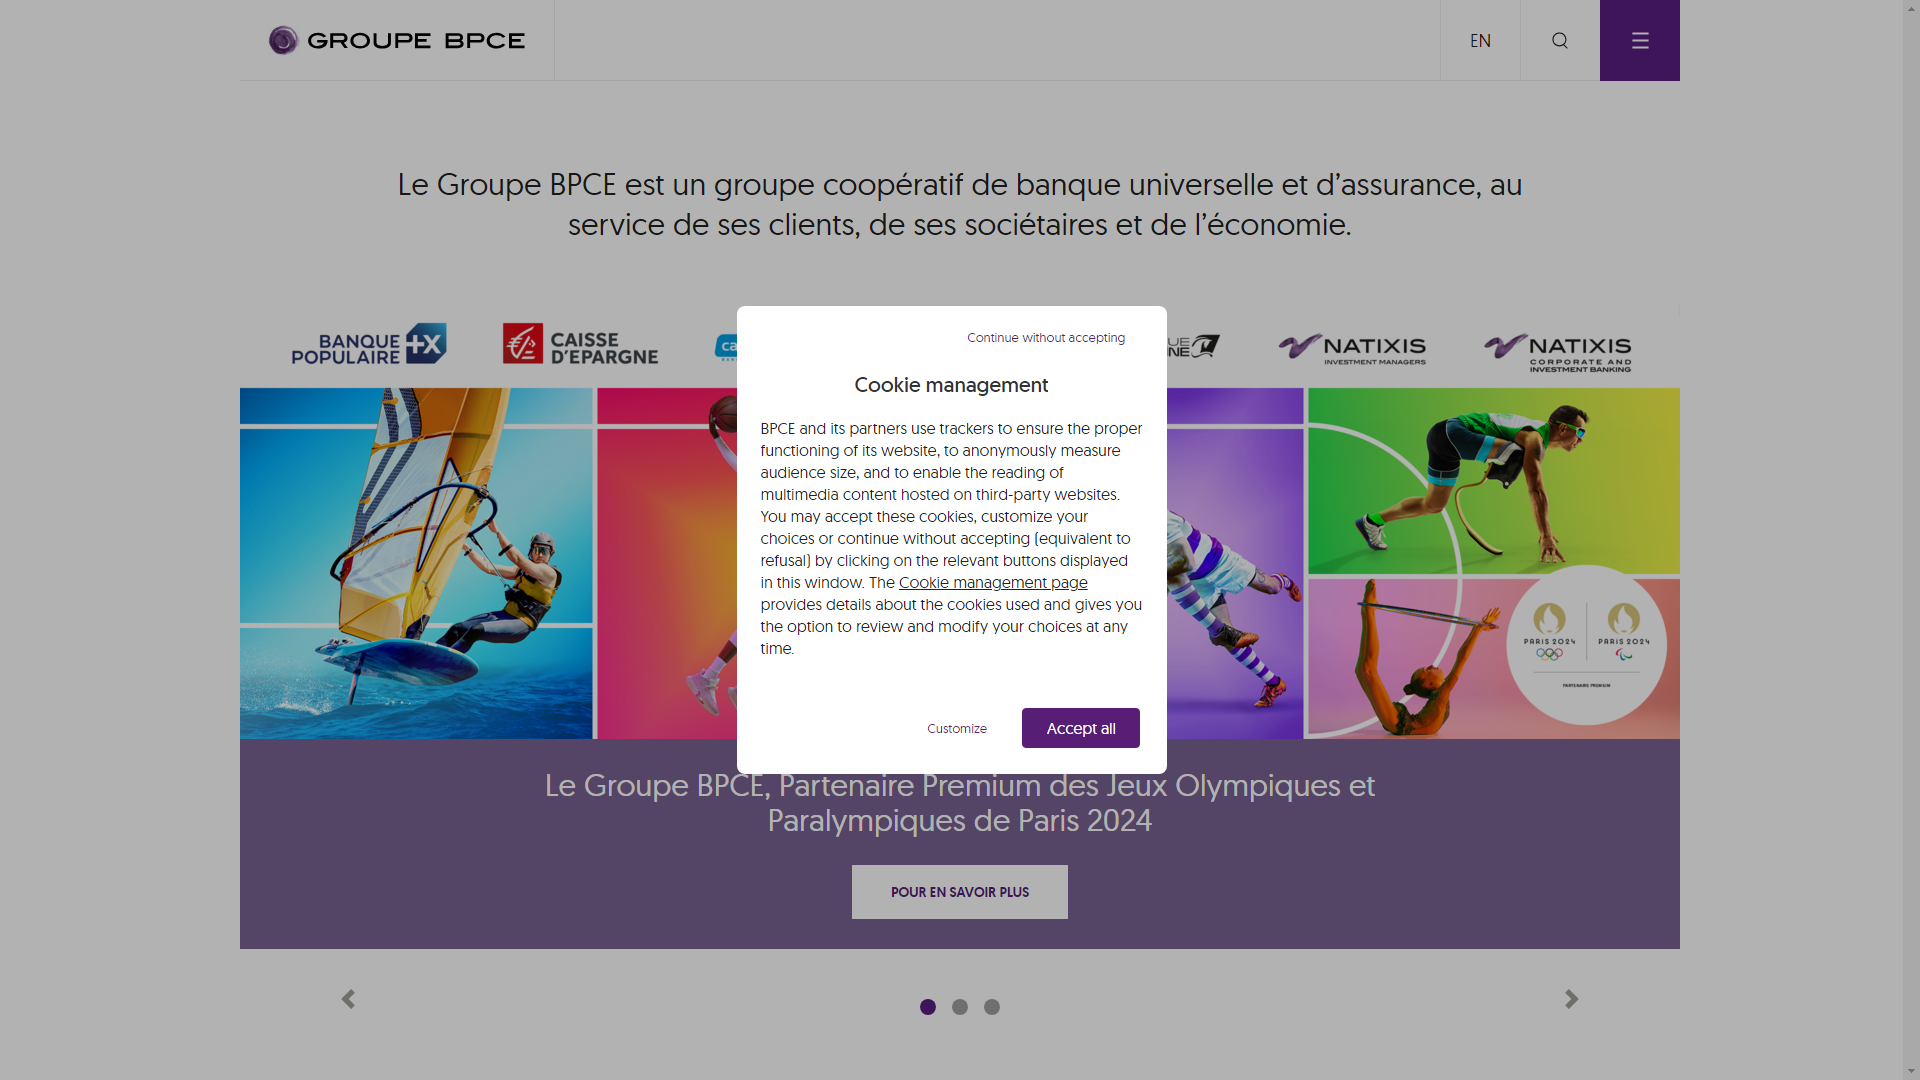 GROUPE BPCE
EN
Le Groupe BPCE est un groupe coopératif de banque universelle et d’assurance, au
service de ses clients, de ses sociétaires et de l’économie.
BANQUE
POPULAIRE
CAISSE
D'EPARGNE
NATIXIS
INVESTMENT MANAGERS
NATIXIS
CORPORATE AND
INVESTMENT BANKING
Continue without accepting
Cookie management
BPCE and its partners use trackers to ensure the proper
functioning of its website, to anonymously measure
audience size, and to enable the reading of
multimedia content hosted on third-party websites.
You may accept these cookies, customize your
choices or continue without accepting (equivalent to
refusal) by clicking on the relevant buttons displayed
in this window. The Cookie management page
provides details about the cookies used and gives you
the option to review and modify your choices at any
time.
Customize
Accept all
PARIS 2024
PARIS 2024
PARTENAIRE PREMIUM
Le Groupe BPCE, Partenaire Premium des Jeux Olympiques et
Paralympiques de Paris 2024
POUR EN SAVOIR PLUS